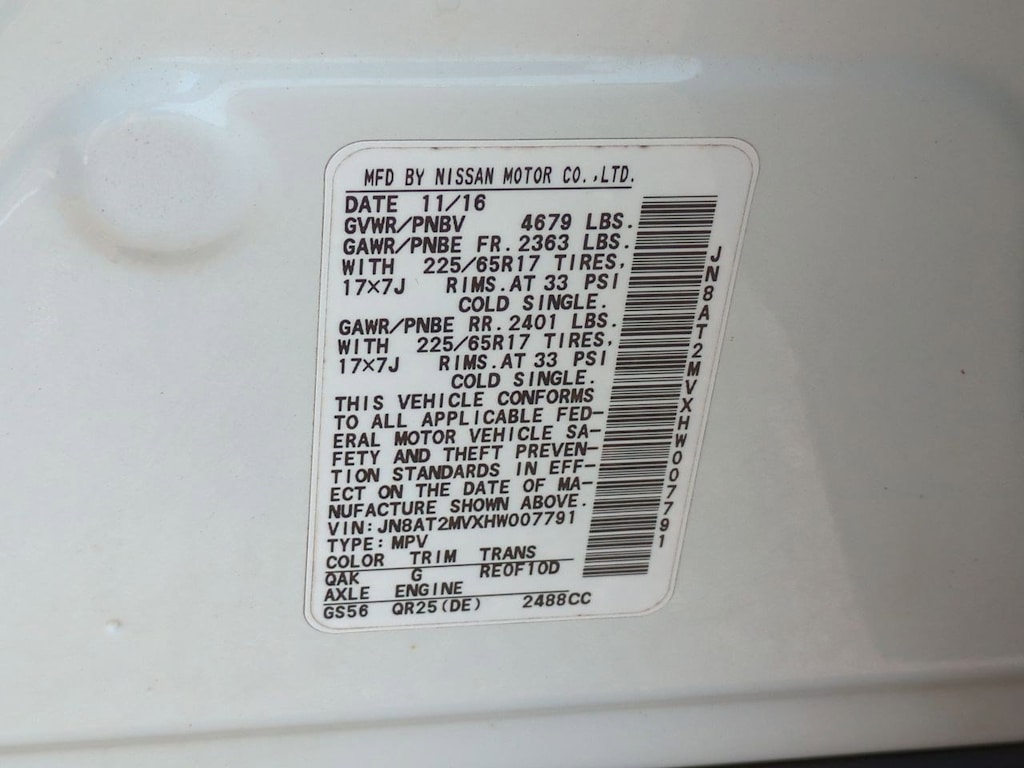 MFD BY NISSAN MOTOR CO.,LTD.
DATE 11/16
GVWR/PNBV 4679 LBS.
GAWR/PNBE FR. 2363 LBS.
WITH 225/65R17 TIRES,
17×7J RIMS. AT 33 PSI
COLD SINGLE.
GAWR/PNBE RR. 2401 LBS.
WITH 225/65R17 TIRES,
17×7J RIMS. AT 33 PSI
COLD SINGLE.
THIS VEHICLE CONFORMS
TO ALL APPLICABLE FED-
ERAL MOTOR VEHICLE SA-
FETY AND THEFT PREVEN-
TION STANDARDS IN EFF-
ECT ON THE DATE OF MA-
NUFACTURE SHOWN ABOVE.
VIN: JN8AT2MVXHW007791
TYPE: MPV
COLOR TRIM TRANS
QAK G RE0F10D
AXLE ENGINE
GS56 QR25(DE) 2488CC
JN8AT2MVXHW007791